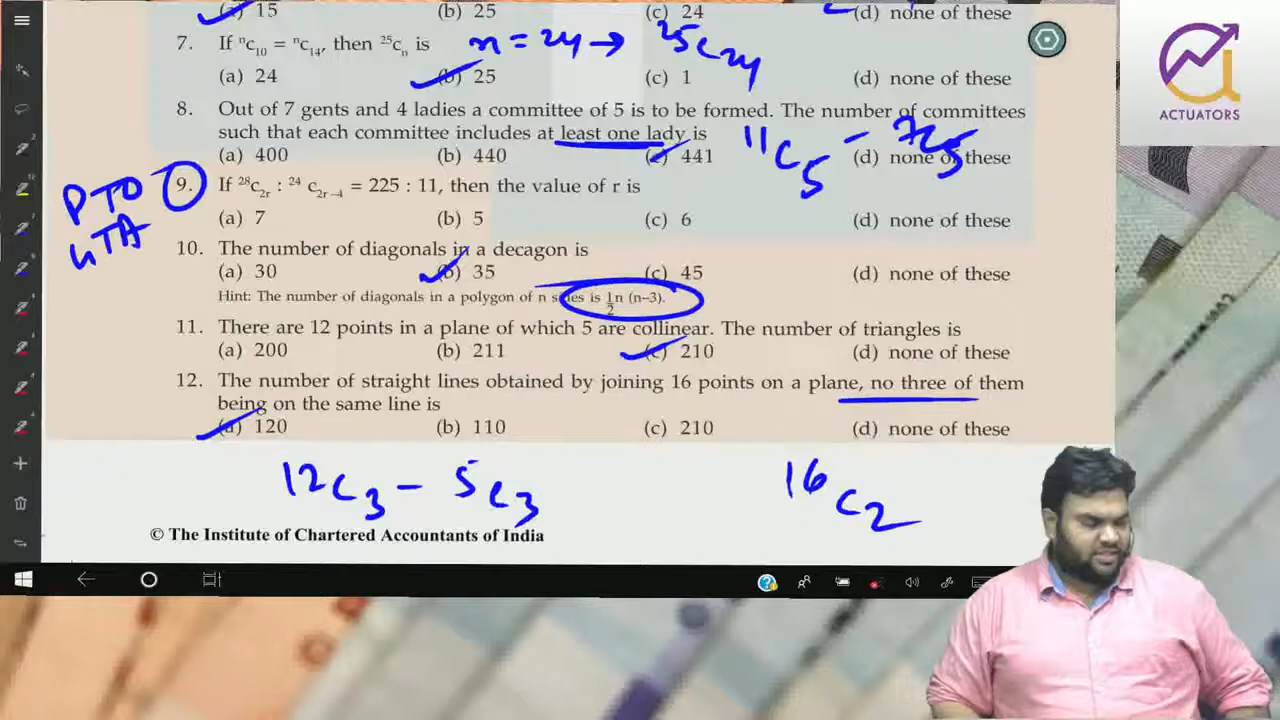 (a) 15 (b) 25 (c) 24 (d) none of these
7. If ⁿc₁₀ = ⁿc₁₄, then ²⁵cₙ is n = 24 → ²⁵C₂₄
(a) 24 (b) 25 (c) 1 (d) none of these
8. Out of 7 gents and 4 ladies a committee of 5 is to be formed. The number of committees
such that each committee includes at least one lady is ¹¹C₅ – ⁷C₅
(a) 400 (b) 440 (c) 441 (d) none of these
PTO
9. If ²⁸c₂ᵣ : ²⁴ c₂ᵣ₋₄ = 225 : 11, then the value of r is
(a) 7 (b) 5 (c) 6 (d) none of these
10. The number of diagonals in a decagon is
(a) 30 (b) 35 (c) 45 (d) none of these
Hint: The number of diagonals in a polygon of n sides is ½n (n–3).
11. There are 12 points in a plane of which 5 are collinear. The number of triangles is
(a) 200 (b) 211 (c) 210 (d) none of these
12. The number of straight lines obtained by joining 16 points on a plane, no three of them
being on the same line is
(a) 120 (b) 110 (c) 210 (d) none of these
¹²C₃ – ⁵C₃ ¹⁶C₂
© The Institute of Chartered Accountants of India
ACTUATORS